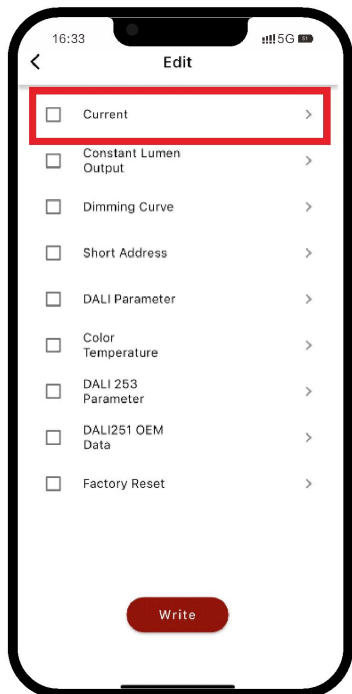 16:33
5G 51
Edit
Current
Constant Lumen
Output
Dimming Curve
Short Address
DALI Parameter
Color
Temperature
DALI 253
Parameter
DALI251 OEM
Data
Factory Reset
Write